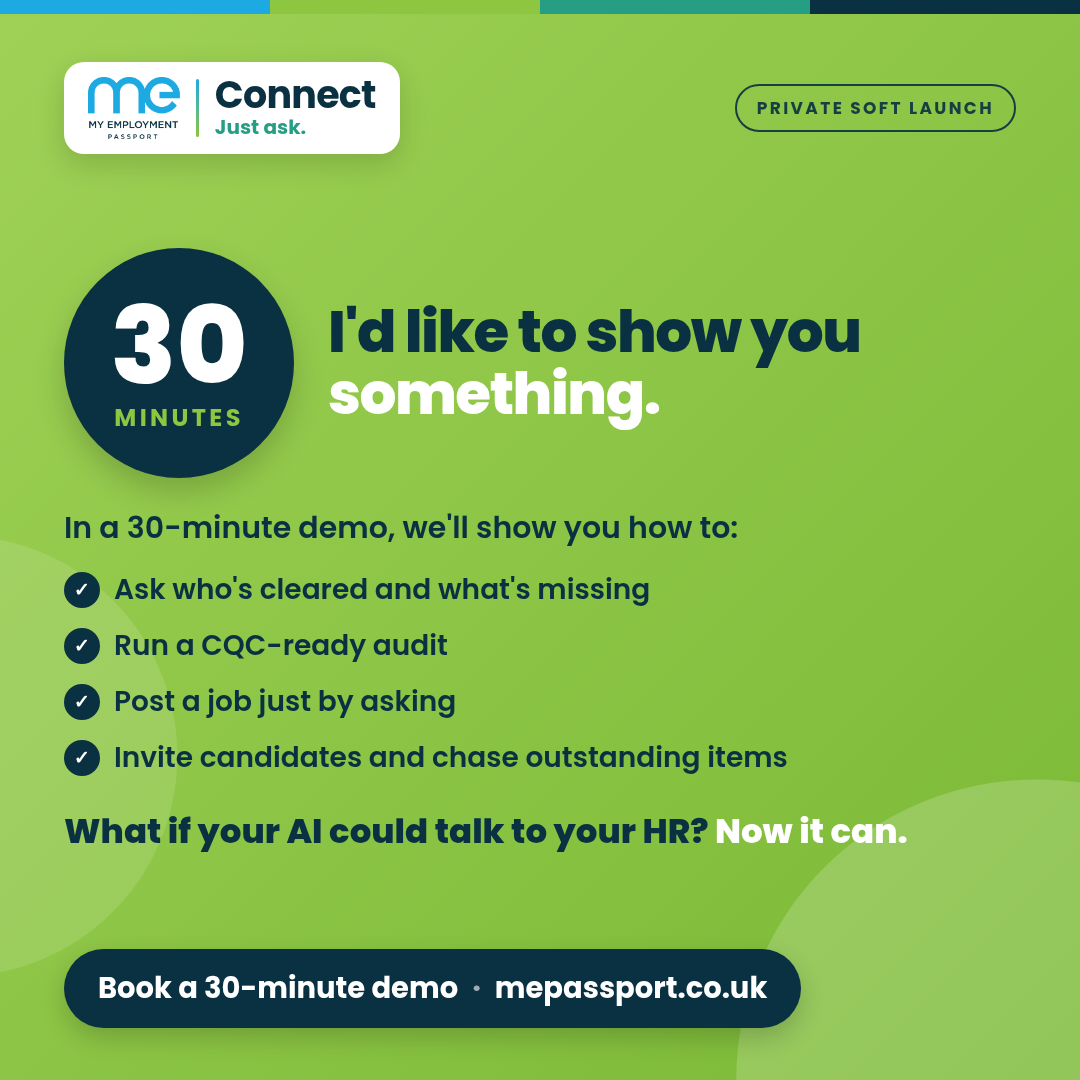 me
MY EMPLOYMENT
PASSPORT
Connect
Just ask.
PRIVATE SOFT LAUNCH
30
MINUTES
I'd like to show you
something.
In a 30-minute demo, we'll show you how to:
✓ Ask who's cleared and what's missing
✓ Run a CQC-ready audit
✓ Post a job just by asking
✓ Invite candidates and chase outstanding items
What if your AI could talk to your HR? Now it can.
Book a 30-minute demo • mepassport.co.uk